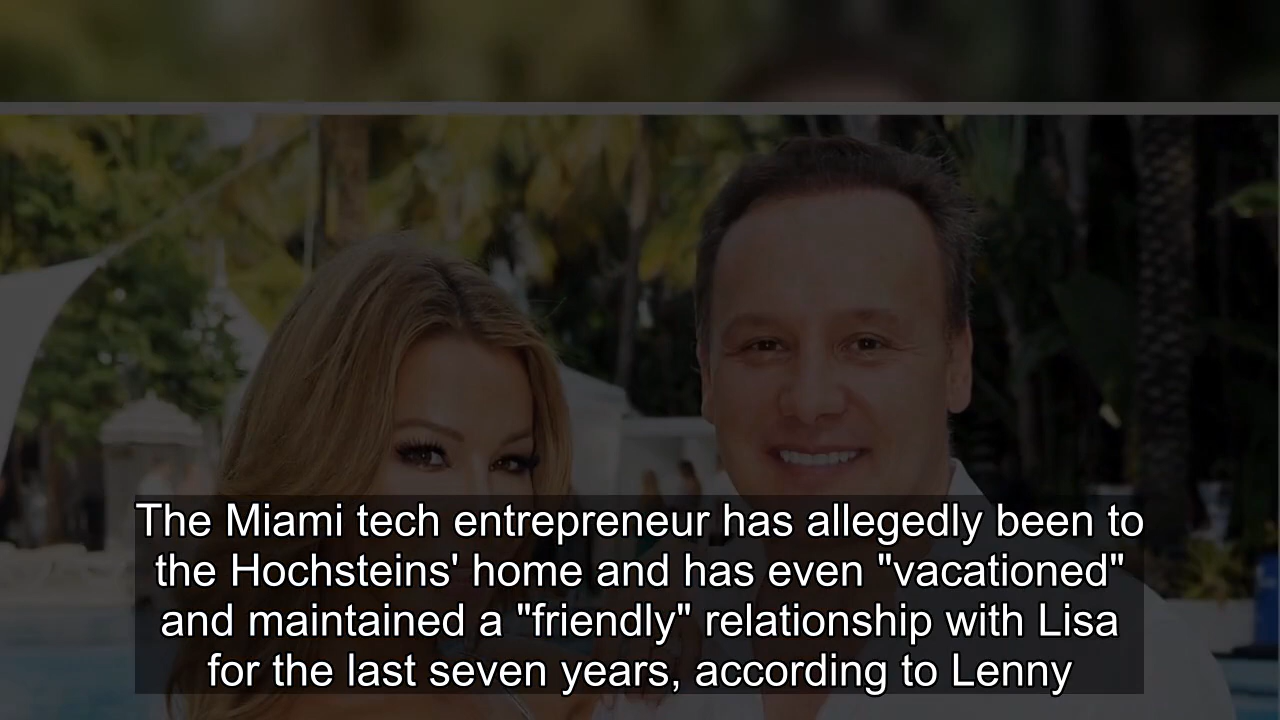 The Miami tech entrepreneur has allegedly been to
the Hochsteins' home and has even "vacationed"
and maintained a "friendly" relationship with Lisa
for the last seven years, according to Lenny